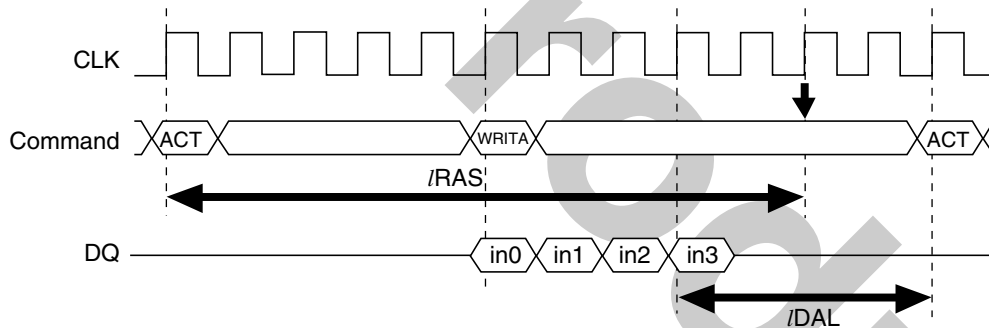 CLK
Command ACT WRITA ACT
lRAS
DQ in0 in1 in2 in3
lDAL